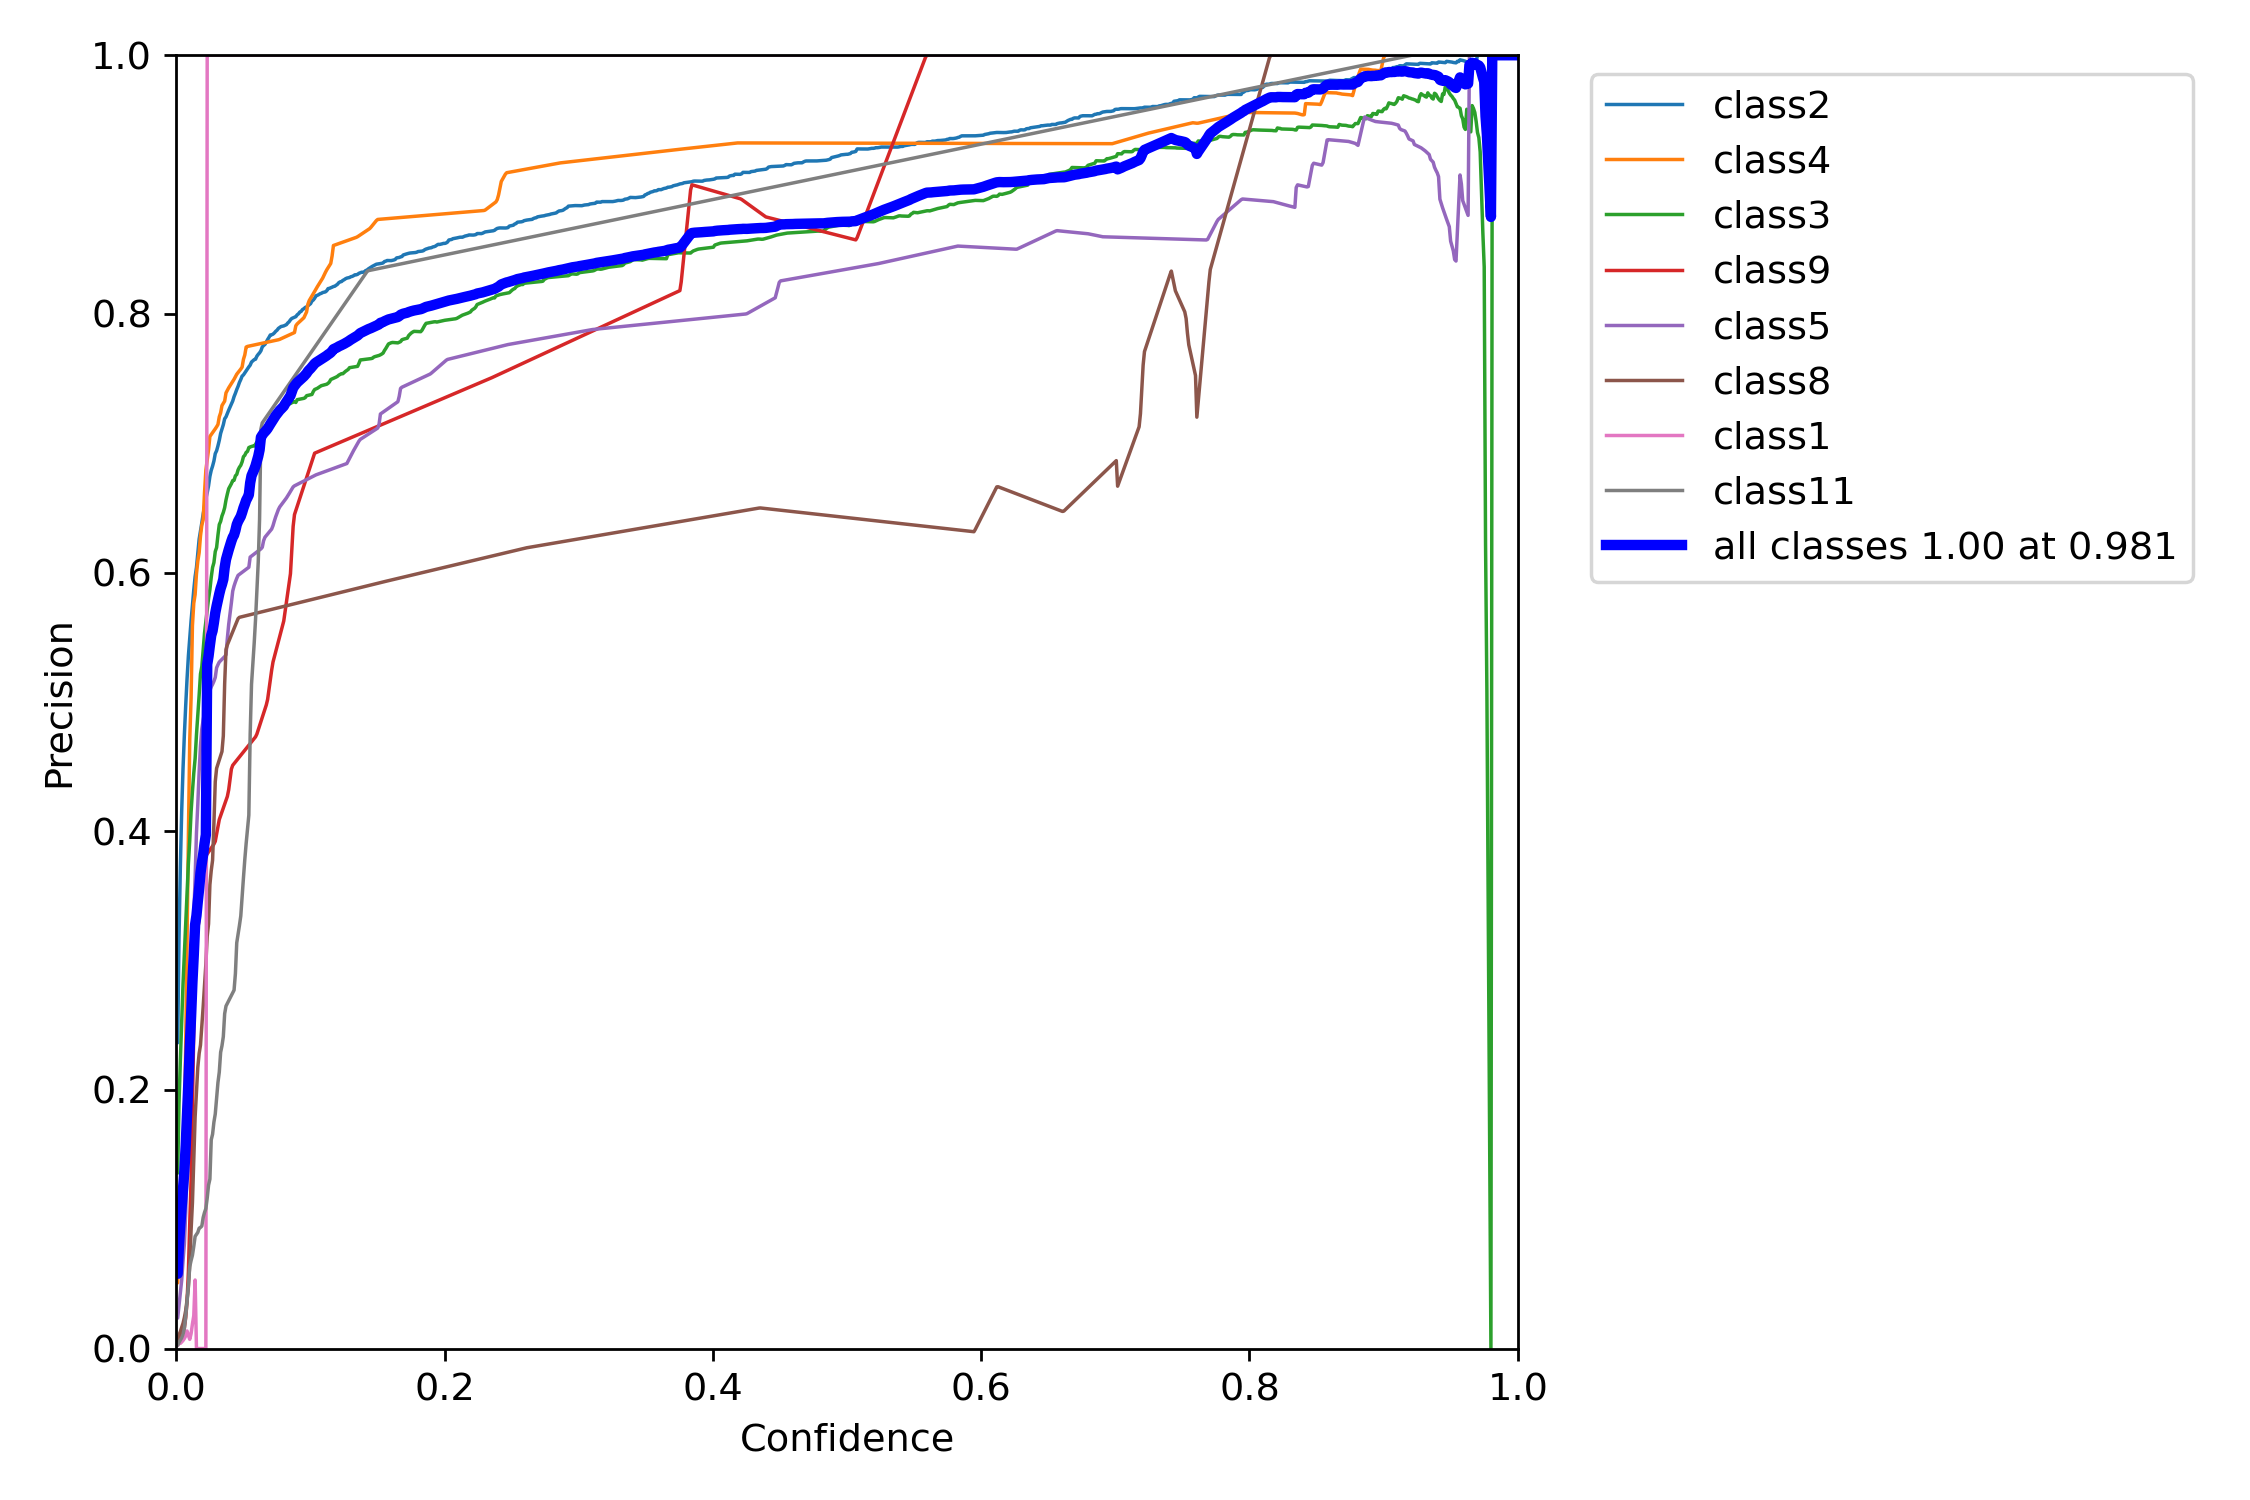 1.0
0.8
0.6
0.4
0.2
0.0
Precision
0.0 0.2 0.4 0.6 0.8 1.0
Confidence
class2
class4
class3
class9
class5
class8
class1
class11
all classes 1.00 at 0.981